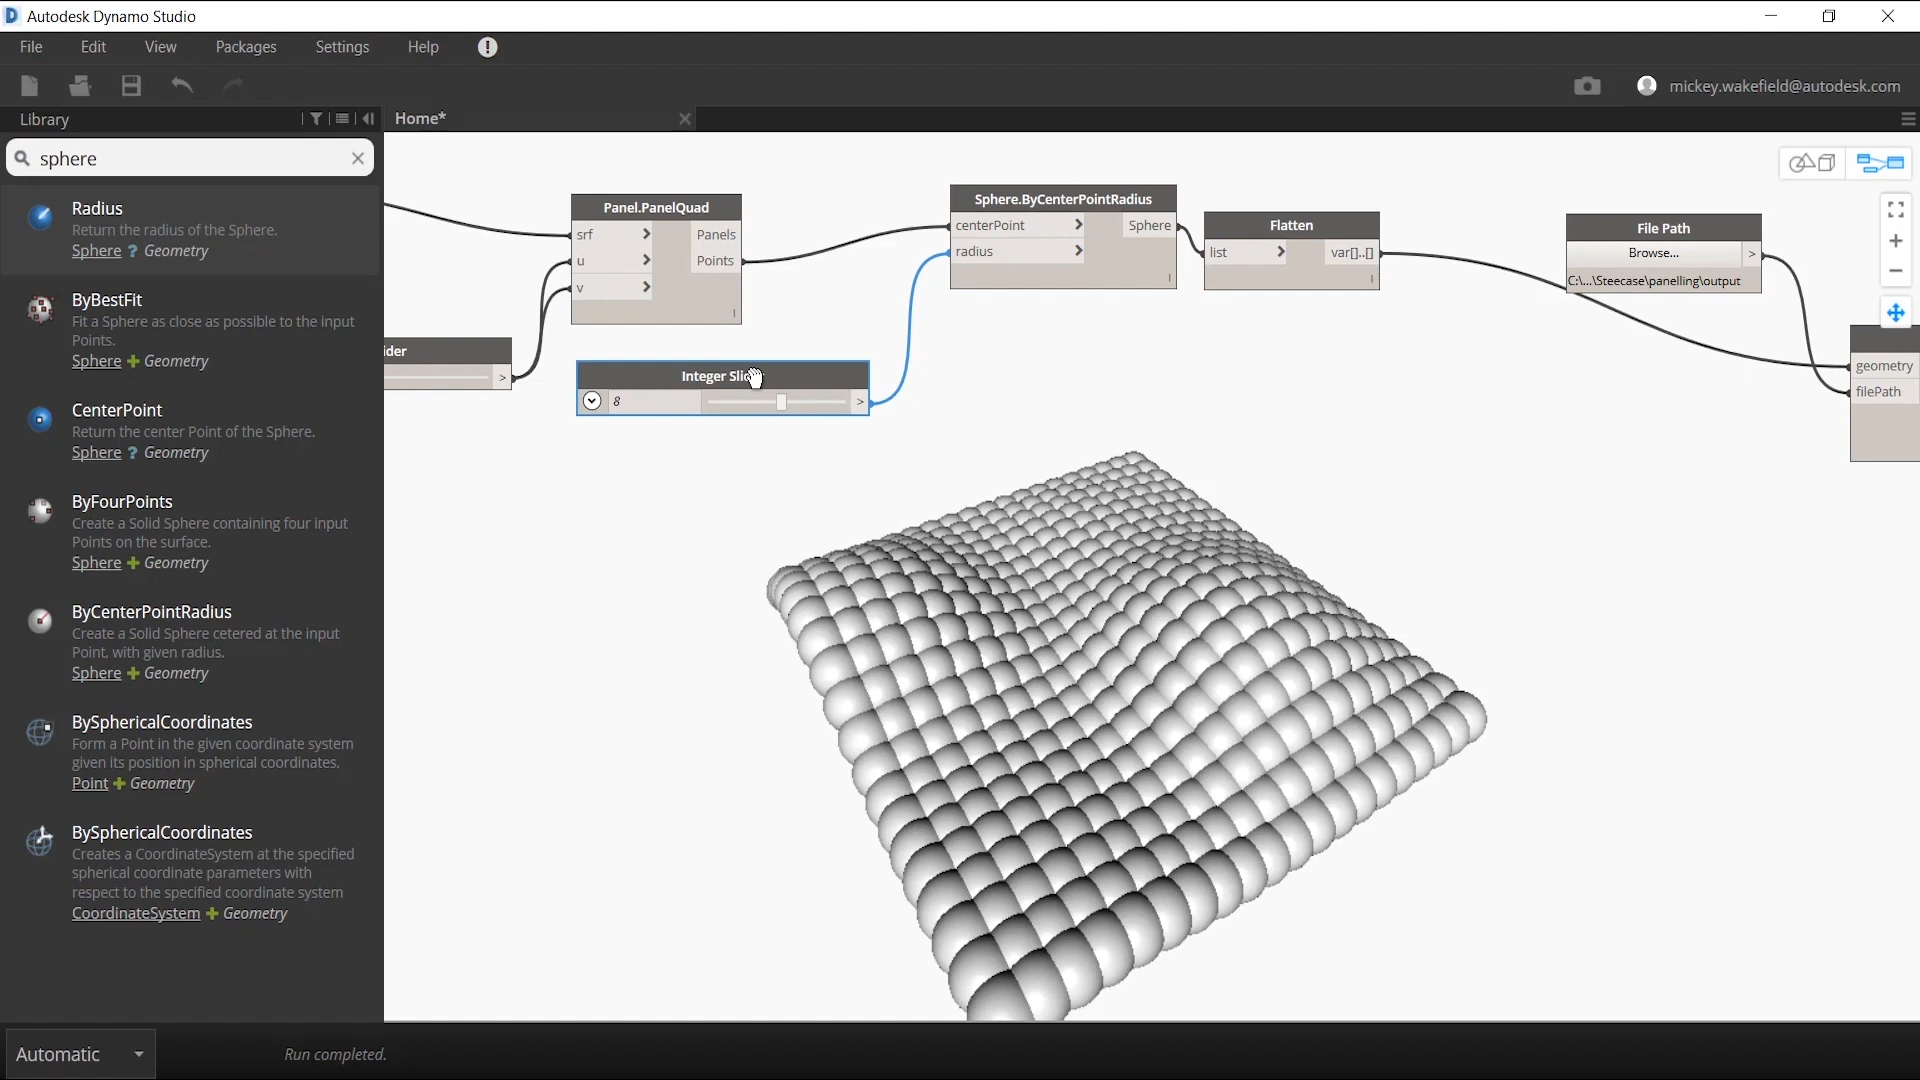 Autodesk Dynamo Studio
File Edit View Packages Settings Help
mickey.wakefield@autodesk.com
Library
Home*
sphere
Radius
Return the radius of the Sphere.
Sphere ? Geometry
ByBestFit
Fit a Sphere as close as possible to the input
Points.
Sphere + Geometry
CenterPoint
Return the center Point of the Sphere.
Sphere ? Geometry
ByFourPoints
Create a Solid Sphere containing four input
Points on the surface.
Sphere + Geometry
ByCenterPointRadius
Create a Solid Sphere cetered at the input
Point, with given radius.
Sphere + Geometry
BySphericalCoordinates
Form a Point in the given coordinate system
given its position in spherical coordinates.
Point + Geometry
BySphericalCoordinates
Creates a CoordinateSystem at the specified
spherical coordinate parameters with
respect to the specified coordinate system
CoordinateSystem + Geometry
Panel.PanelQuad
srf > Panels
u > Points
v >
ider
>
Integer Slid
8 >
Sphere.ByCenterPointRadius
centerPoint > Sphere
radius >
Flatten
list > var[]..[]
File Path
Browse... >
C:\...\Steecase\panelling\output
geometry
filePath
Automatic
Run completed.